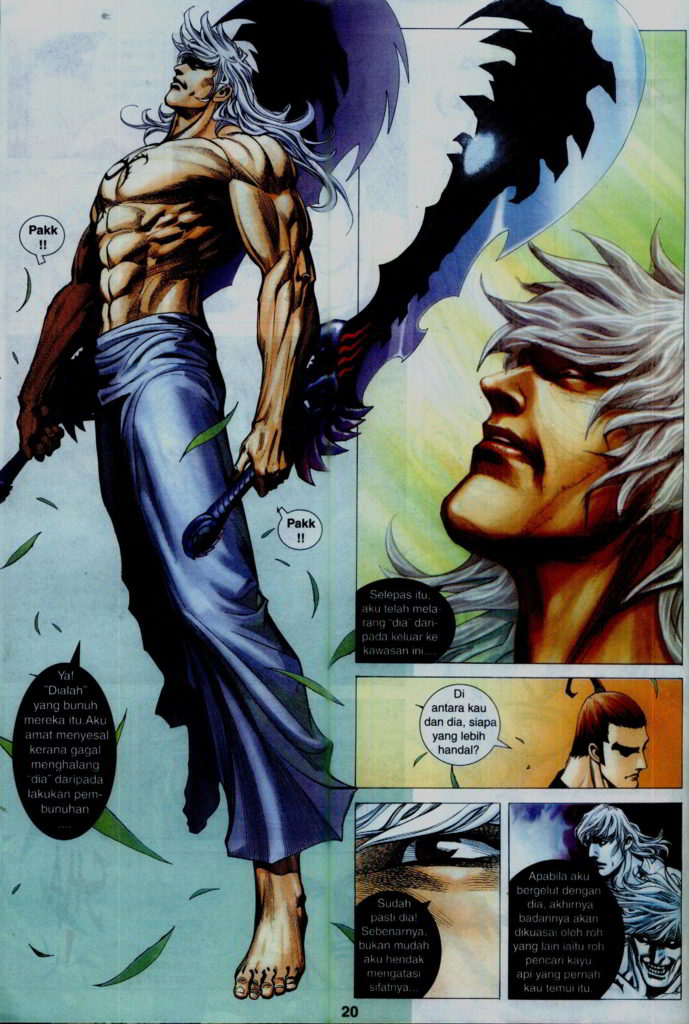 Pakk
!!
Pakk
!!
Ya!
"Dialah"
yang bunuh
mereka itu.Aku
amat menyesal
kerana gagal
menghalang
"dia" daripada
lakukan pem-
bunuhan
....
Selepas itu,
aku telah mela-
rang "dia" dari-
pada keluar ke
kawasan ini....
Di
antara kau
dan dia, siapa
yang lebih
handal?
Sudah
pasti dia!
Sebenarnya,
bukan mudah
aku hendak
mengatasi
sifatnya...
Apabila aku
bergelut dengan
dia, akhirnya
badannya akan
dikuasai oleh roh
yang lain iaitu roh
pencari kayu
api yang pernah
kau temui itu.
20